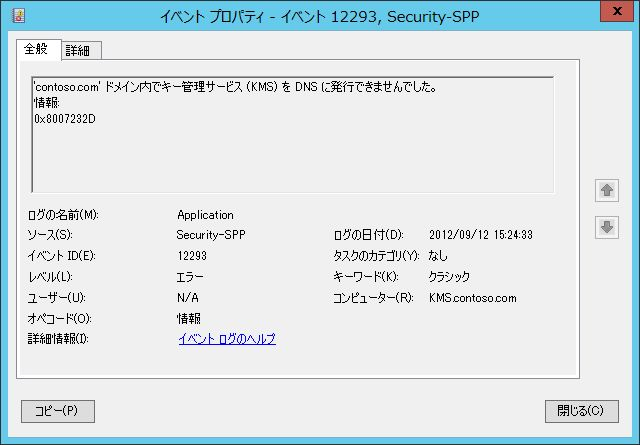 イベント プロパティ - イベント 12293, Security-SPP
x
全般 詳細
'contoso.com' ドメイン内でキー管理サービス (KMS) を DNS に発行できませんでした。
情報:
0x8007232D
ログの名前(M): Application
ソース(S): Security-SPP ログの日付(D): 2012/09/12 15:24:33
イベント ID(E): 12293 タスクのカテゴリ(Y): なし
レベル(L): エラー キーワード(K): クラシック
ユーザー(U): N/A コンピューター(R): KMS.contoso.com
オペコード(O): 情報
詳細情報(I): イベント ログのヘルプ
コピー(P) 閉じる(C)